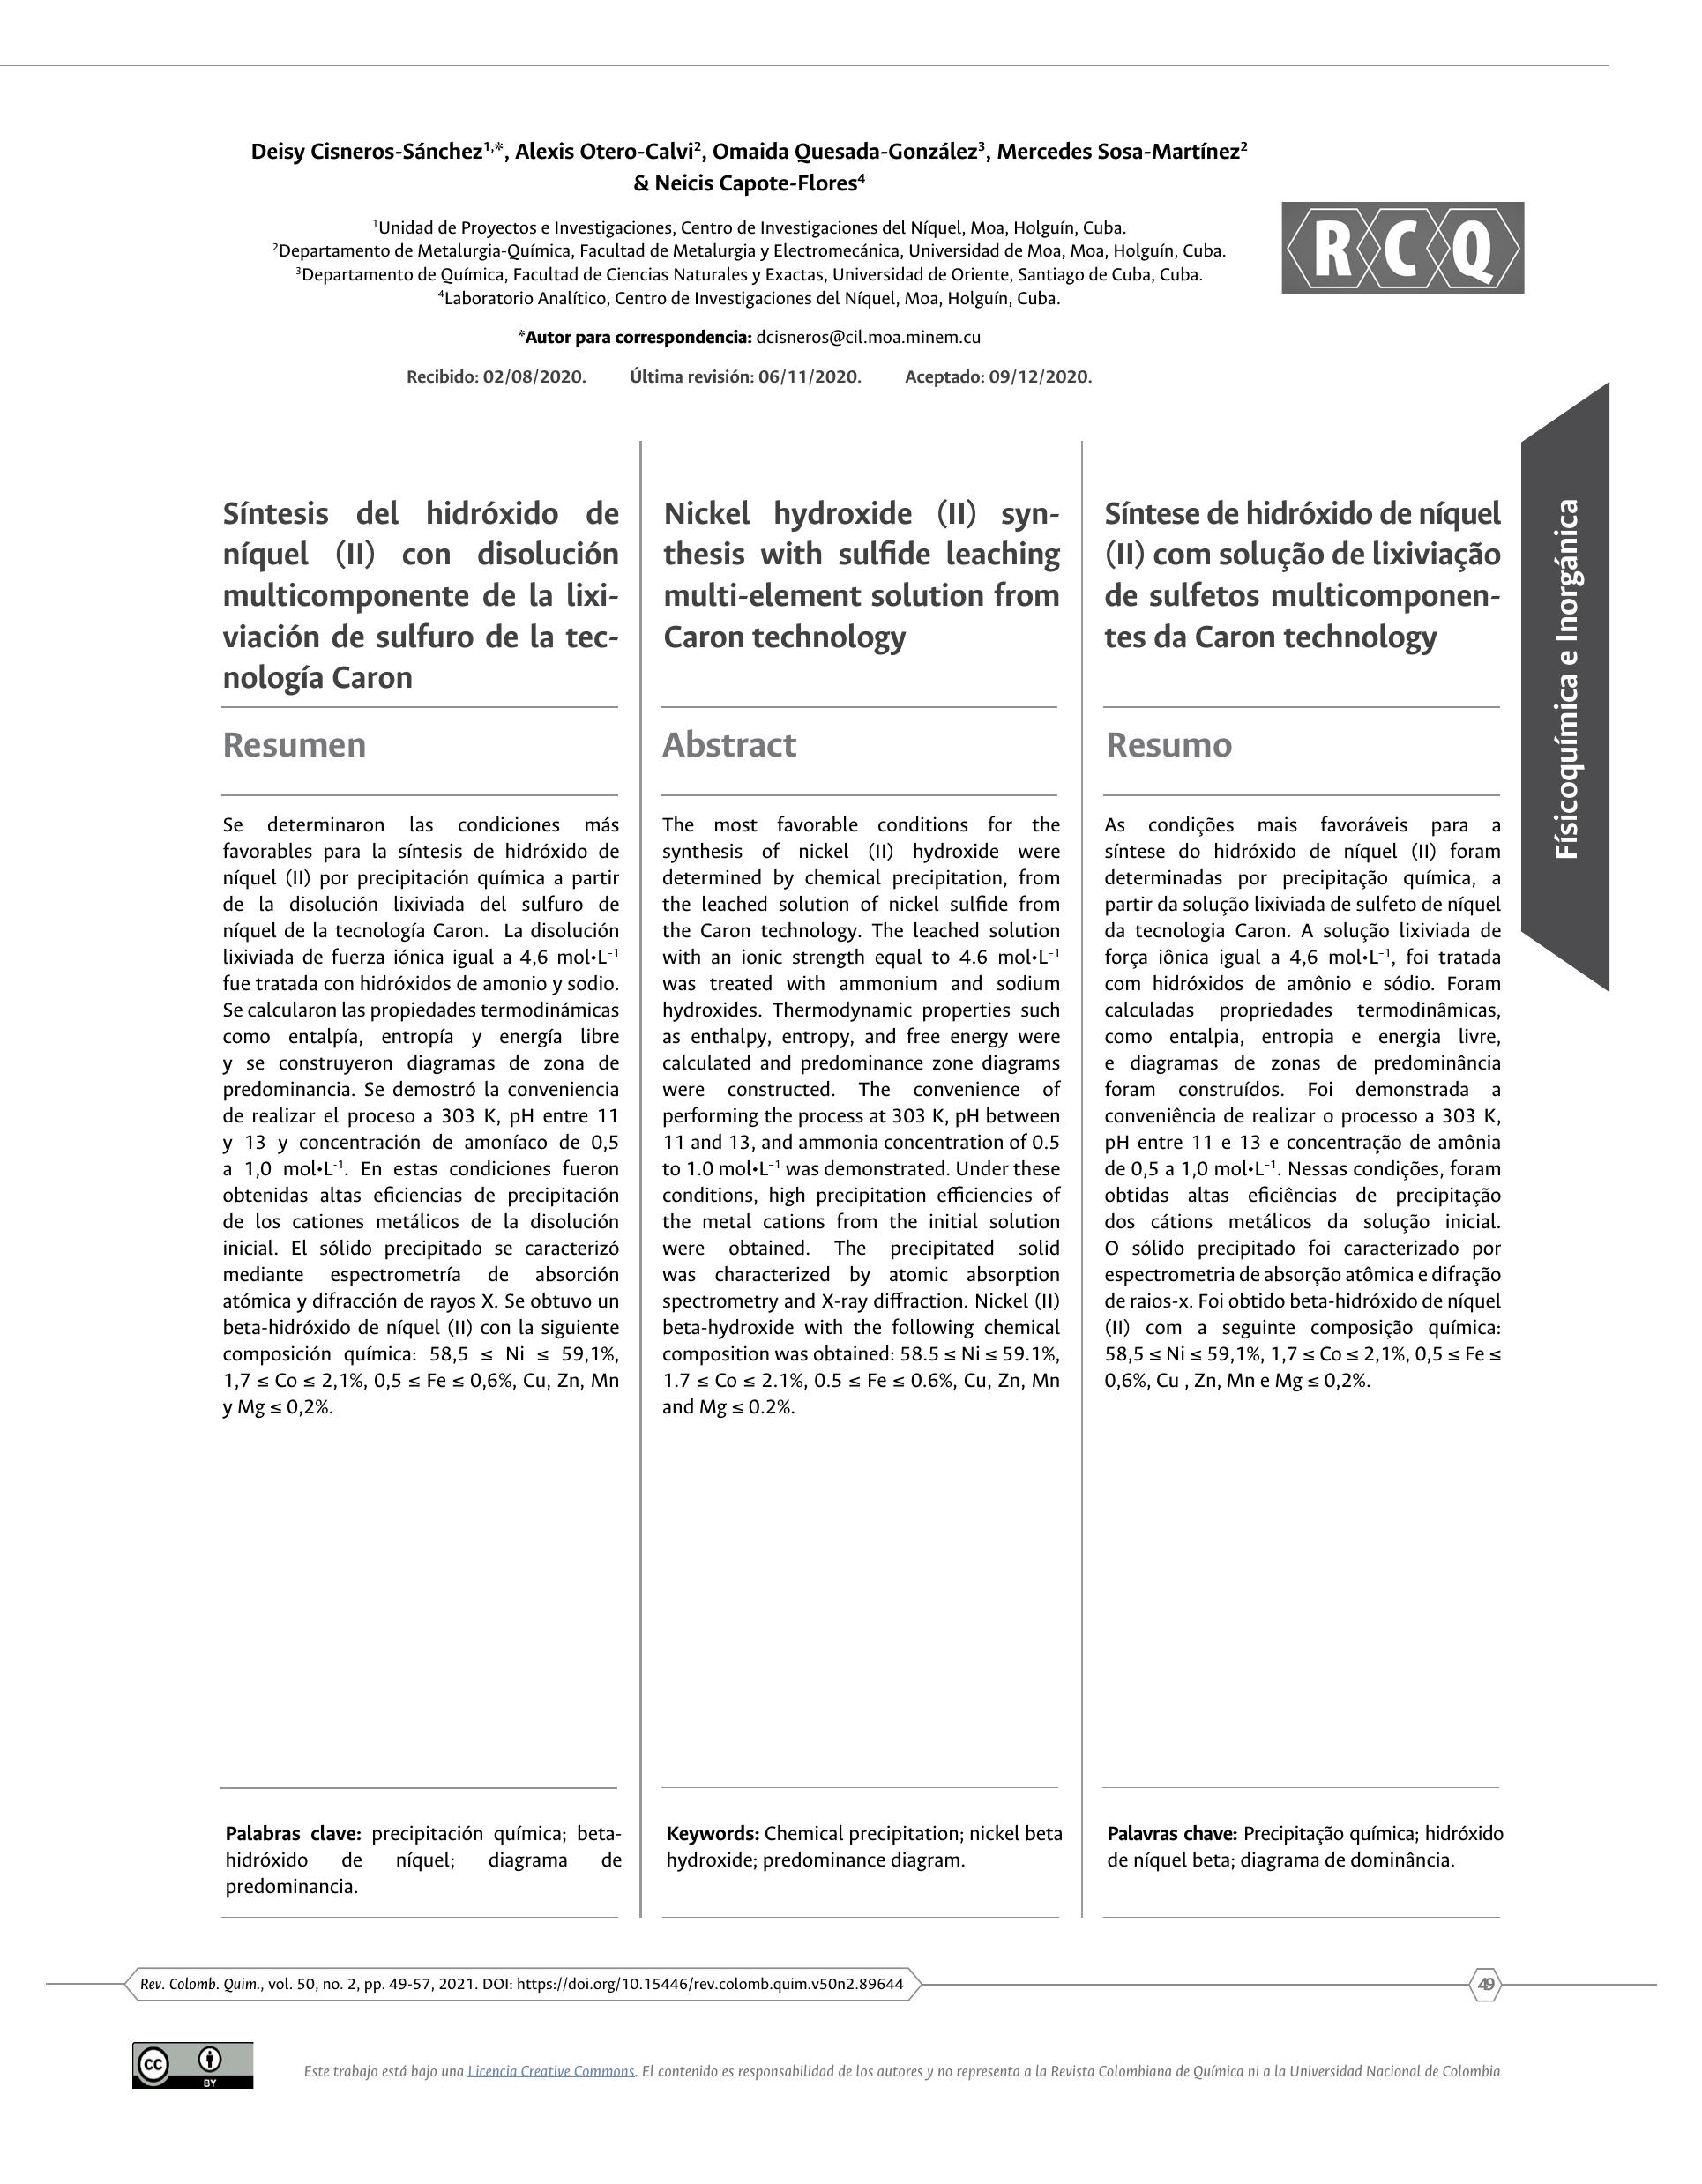 Deisy Cisneros-Sánchez¹,*, Alexis Otero-Calvi², Omaida Quesada-González³, Mercedes Sosa-Martínez²
& Neicis Capote-Flores⁴
¹Unidad de Proyectos e Investigaciones, Centro de Investigaciones del Níquel, Moa, Holguín, Cuba.
²Departamento de Metalurgia-Química, Facultad de Metalurgia y Electromecánica, Universidad de Moa, Moa, Holguín, Cuba.
³Departamento de Química, Facultad de Ciencias Naturales y Exactas, Universidad de Oriente, Santiago de Cuba, Cuba.
⁴Laboratorio Analítico, Centro de Investigaciones del Níquel, Moa, Holguín, Cuba.
*Autor para correspondencia: dcisneros@cil.moa.minem.cu
Recibido: 02/08/2020. Última revisión: 06/11/2020. Aceptado: 09/12/2020.
RCQ
Físicoquímica e Inorgánica
Síntesis del hidróxido de
níquel (II) con disolución
multicomponente de la lixi-
viación de sulfuro de la tec-
nología Caron
Resumen
Se determinaron las condiciones más
favorables para la síntesis de hidróxido de
níquel (II) por precipitación química a partir
de la disolución lixiviada del sulfuro de
níquel de la tecnología Caron. La disolución
lixiviada de fuerza iónica igual a 4,6 mol•L⁻¹
fue tratada con hidróxidos de amonio y sodio.
Se calcularon las propiedades termodinámicas
como entalpía, entropía y energía libre
y se construyeron diagramas de zona de
predominancia. Se demostró la conveniencia
de realizar el proceso a 303 K, pH entre 11
y 13 y concentración de amoníaco de 0,5
a 1,0 mol•L⁻¹. En estas condiciones fueron
obtenidas altas eficiencias de precipitación
de los cationes metálicos de la disolución
inicial. El sólido precipitado se caracterizó
mediante espectrometría de absorción
atómica y difracción de rayos X. Se obtuvo un
beta-hidróxido de níquel (II) con la siguiente
composición química: 58,5 ≤ Ni ≤ 59,1%,
1,7 ≤ Co ≤ 2,1%, 0,5 ≤ Fe ≤ 0,6%, Cu, Zn, Mn
y Mg ≤ 0,2%.
Palabras clave: precipitación química; beta-
hidróxido de níquel; diagrama de
predominancia.
Nickel hydroxide (II) syn-
thesis with sulfide leaching
multi-element solution from
Caron technology
Abstract
The most favorable conditions for the
synthesis of nickel (II) hydroxide were
determined by chemical precipitation, from
the leached solution of nickel sulfide from
the Caron technology. The leached solution
with an ionic strength equal to 4.6 mol•L⁻¹
was treated with ammonium and sodium
hydroxides. Thermodynamic properties such
as enthalpy, entropy, and free energy were
calculated and predominance zone diagrams
were constructed. The convenience of
performing the process at 303 K, pH between
11 and 13, and ammonia concentration of 0.5
to 1.0 mol•L⁻¹ was demonstrated. Under these
conditions, high precipitation efficiencies of
the metal cations from the initial solution
were obtained. The precipitated solid
was characterized by atomic absorption
spectrometry and X-ray diffraction. Nickel (II)
beta-hydroxide with the following chemical
composition was obtained: 58.5 ≤ Ni ≤ 59.1%,
1.7 ≤ Co ≤ 2.1%, 0.5 ≤ Fe ≤ 0.6%, Cu, Zn, Mn
and Mg ≤ 0.2%.
Keywords: Chemical precipitation; nickel beta
hydroxide; predominance diagram.
Síntese de hidróxido de níquel
(II) com solução de lixiviação
de sulfetos multicomponen-
tes da Caron technology
Resumo
As condições mais favoráveis para a
síntese do hidróxido de níquel (II) foram
determinadas por precipitação química, a
partir da solução lixiviada de sulfeto de níquel
da tecnologia Caron. A solução lixiviada de
força iônica igual a 4,6 mol•L⁻¹, foi tratada
com hidróxidos de amônio e sódio. Foram
calculadas propriedades termodinâmicas,
como entalpia, entropia e energia livre,
e diagramas de zonas de predominância
foram construídos. Foi demonstrada a
conveniência de realizar o processo a 303 K,
pH entre 11 e 13 e concentração de amônia
de 0,5 a 1,0 mol•L⁻¹. Nessas condições, foram
obtidas altas eficiências de precipitação
dos cátions metálicos da solução inicial.
O sólido precipitado foi caracterizado por
espectrometria de absorção atômica e difração
de raios-x. Foi obtido beta-hidróxido de níquel
(II) com a seguinte composição química:
58,5 ≤ Ni ≤ 59,1%, 1,7 ≤ Co ≤ 2,1%, 0,5 ≤ Fe ≤
0,6%, Cu , Zn, Mn e Mg ≤ 0,2%.
Palavras chave: Precipitação química; hidróxido
de níquel beta; diagrama de dominância.
Rev. Colomb. Quim., vol. 50, no. 2, pp. 49-57, 2021. DOI: https://doi.org/10.15446/rev.colomb.quim.v50n2.89644
49
cc BY
Este trabajo está bajo una Licencia Creative Commons. El contenido es responsabilidad de los autores y no representa a la Revista Colombiana de Química ni a la Universidad Nacional de Colombia